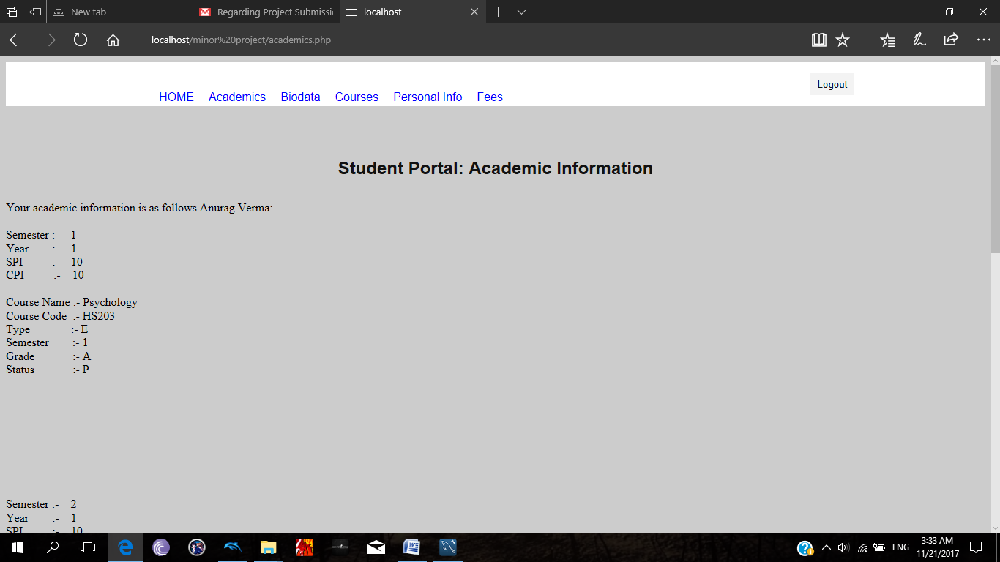 New tab
Regarding Project Submissi
localhost
localhost/minor%20project/academics.php
Logout
HOME Academics Biodata Courses Personal Info Fees
Student Portal: Academic Information
Your academic information is as follows Anurag Verma:-
Semester :- 1
Year :- 1
SPI :- 10
CPI :- 10
Course Name :- Psychology
Course Code :- HS203
Type :- E
Semester :- 1
Grade :- A
Status :- P
Semester :- 2
Year :- 1
SPI :- 10
ENG
3:33 AM
11/21/2017